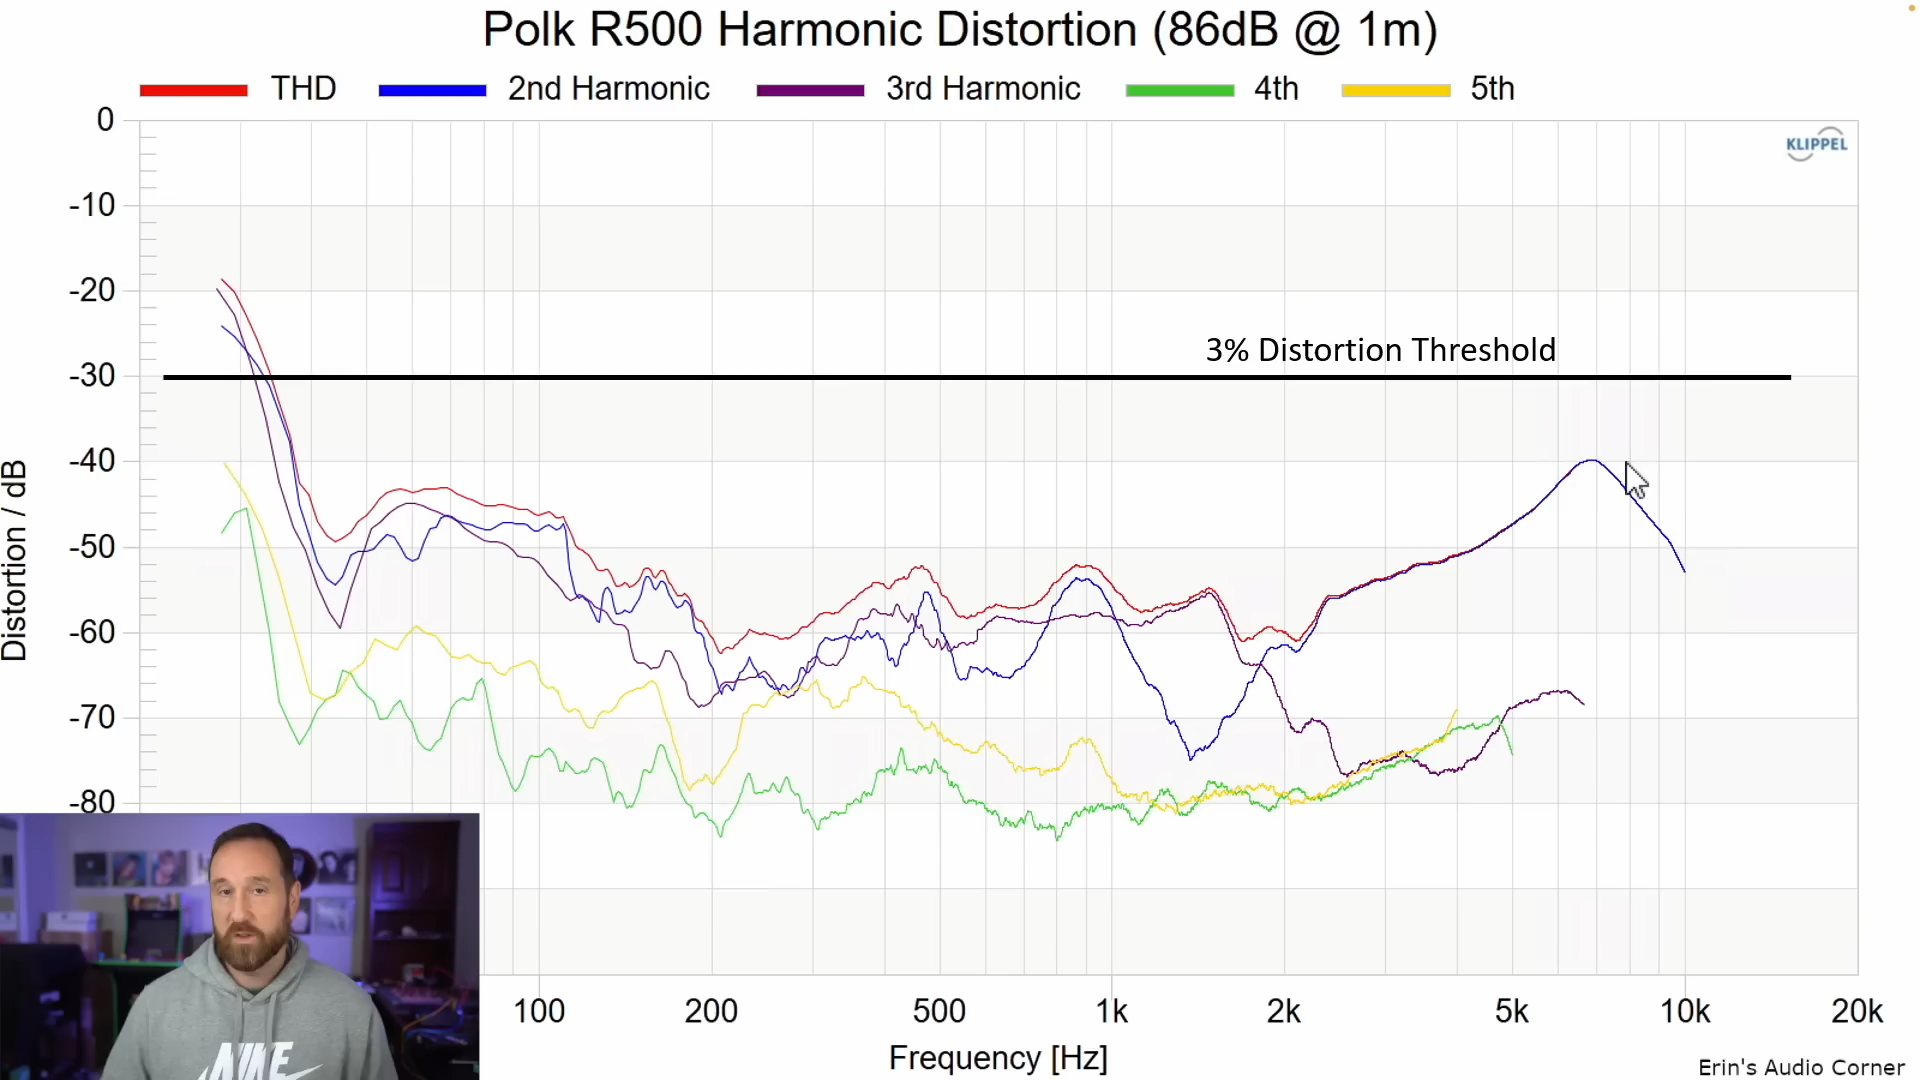 Polk R500 Harmonic Distortion (86dB @ 1m)
THD 2nd Harmonic 3rd Harmonic 4th 5th
KLIPPEL
0
-10
-20
-30
-40
-50
-60
-70
-80
3% Distortion Threshold
Distortion / dB
100 200 500 1k 2k 5k 10k 20k
Frequency [Hz]
Erin's Audio Corner
NIKE